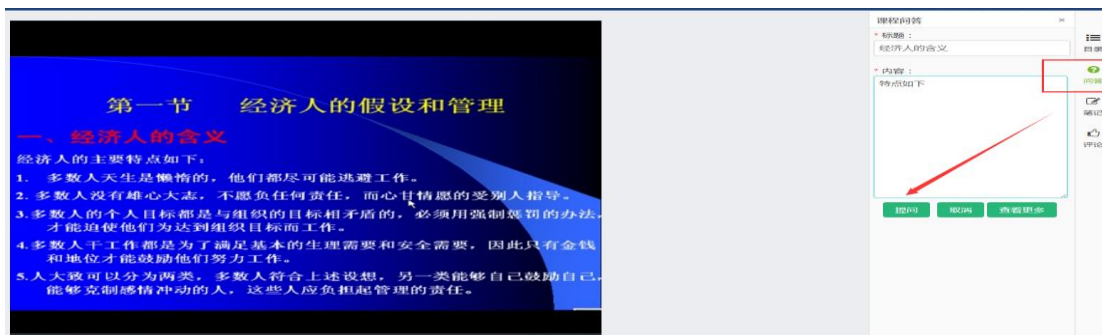 第一节 经济人的假设和管理
一、经济人的含义
经济人的主要特点如下：
1. 多数人天生是懒惰的，他们都尽可能逃避工作。
2. 多数人没有雄心大志，不愿负任何责任，而心甘情愿的受别人指导。
3.多数人的个人目标都是与组织的目标相矛盾的，必须用强制惩罚的办法，
才能迫使他们为达到组织目标而工作。
4.多数人干工作都是为了满足基本的生理需要和安全需要，因此只有金钱
和地位才能鼓励他们努力工作。
5.人大致可以分为两类，多数人符合上述设想，另一类能够自己鼓励自己，
能够克制感情冲动的人，这些人应负担起管理的责任。
课程问答 ×
* 标题：
经济人的含义
* 内容：
特点如下
提问 取消 查看更多
目录
问答
笔记
评论